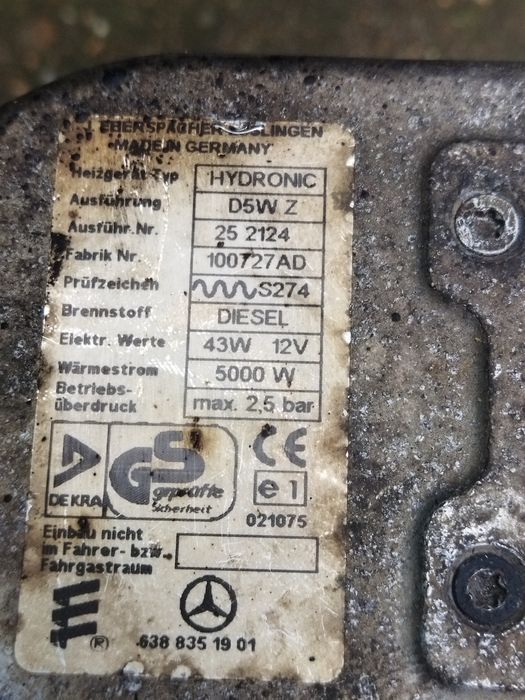 EBERSPÄCHER ESSLINGEN
MADE IN GERMANY
Heizgerät-Typ HYDRONIC
Ausführung D5W Z
Ausführ. Nr. 25 2124
Fabrik Nr. 100727AD
Prüfzeichen S274
Brennstoff DIESEL
Elektr. Werte 43W 12V
Wärmestrom 5000 W
Betriebs-
überdruck max. 2,5 bar
DEKRA
GS
geprüfte
Sicherheit
CE
e1
021075
Einbau nicht
im Fahrer- bzw.
Fahrgastraum
(R)
638 835 19 01